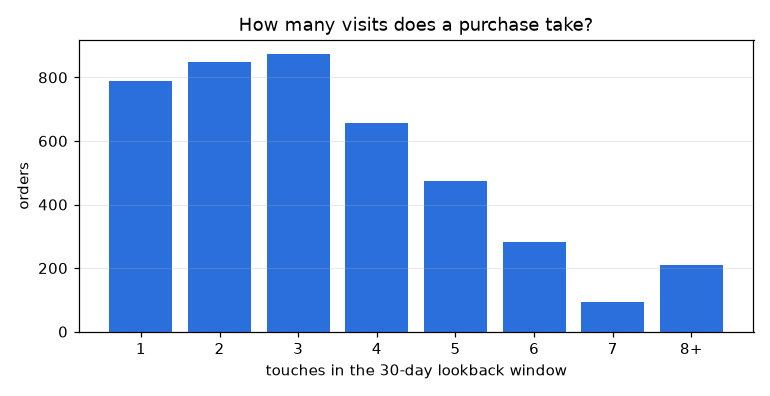 How many visits does a purchase take?
orders
800
600
400
200
0
1 2 3 4 5 6 7 8+
touches in the 30-day lookback window